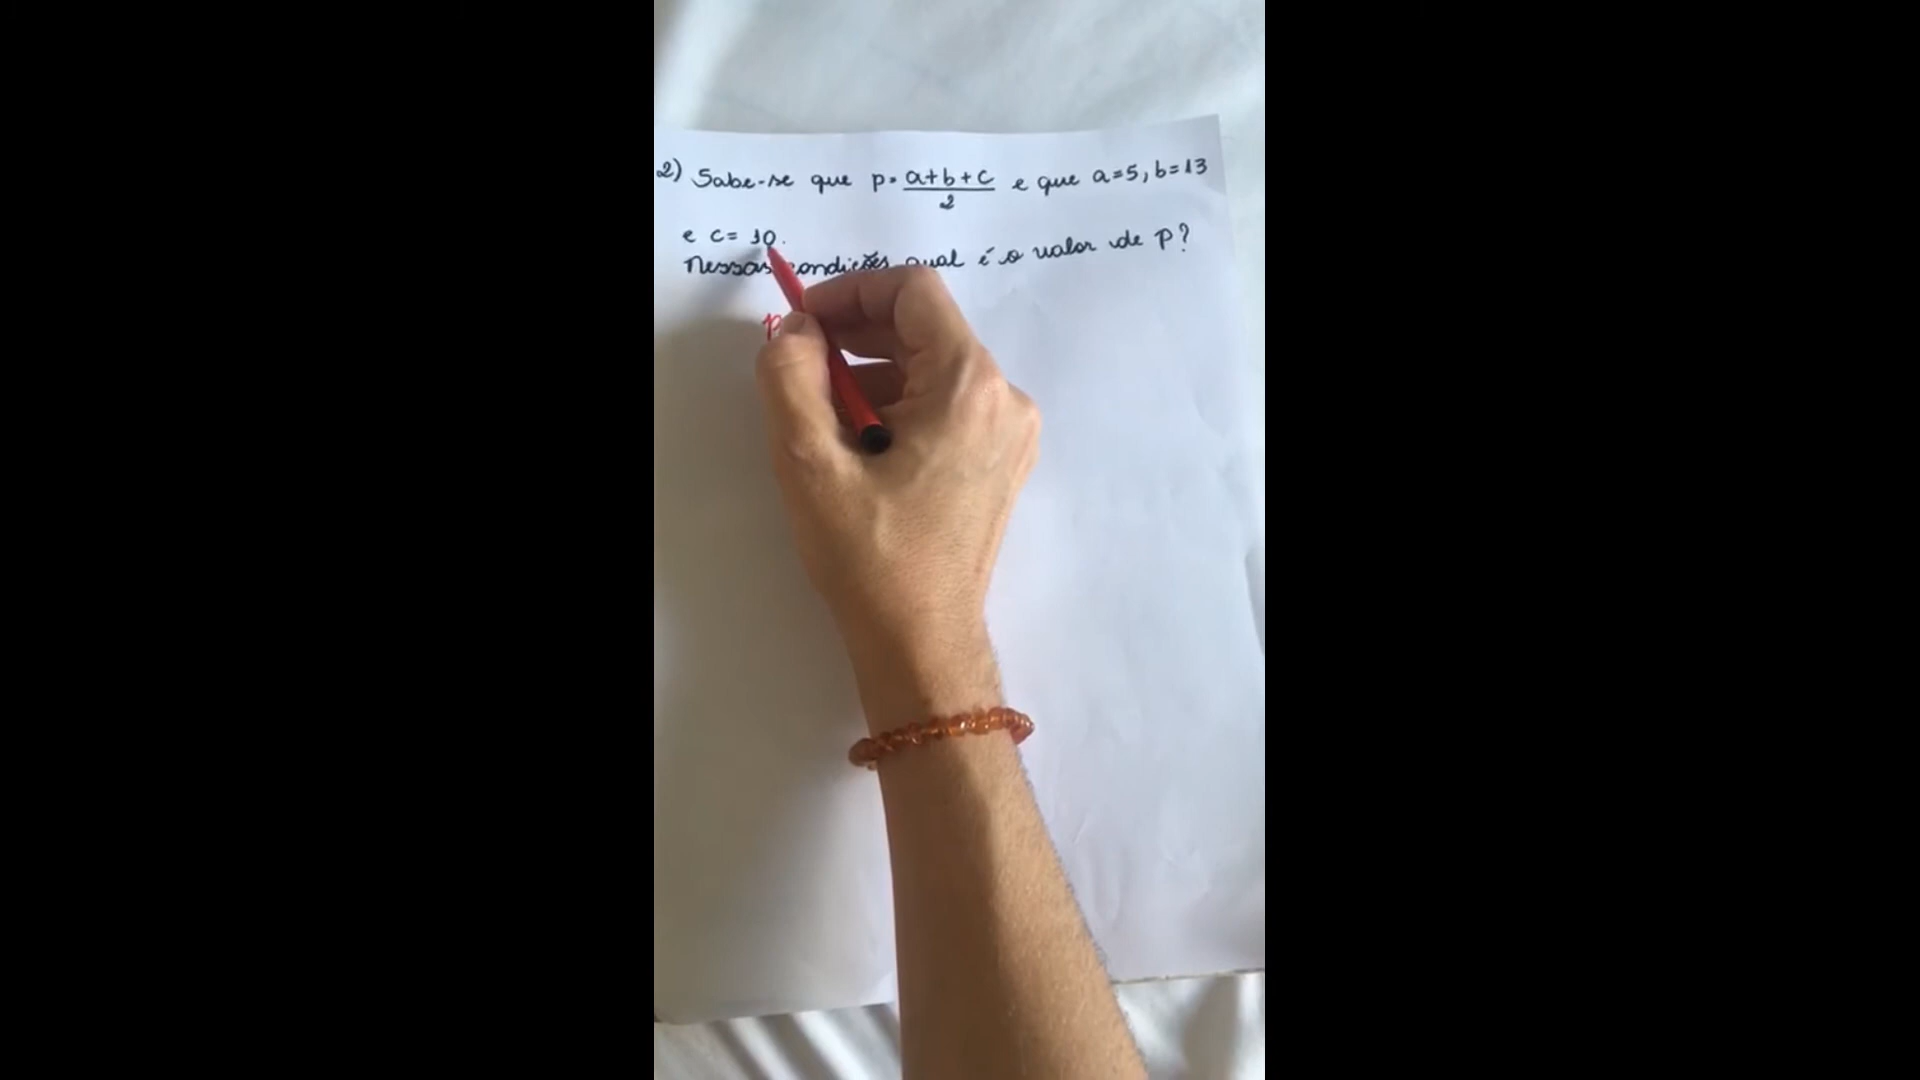 2) Sabe-se que p = a+b+c / 2 e que a=5, b=13
e c= 10.
Nessas condições qual é o valor de p?
p